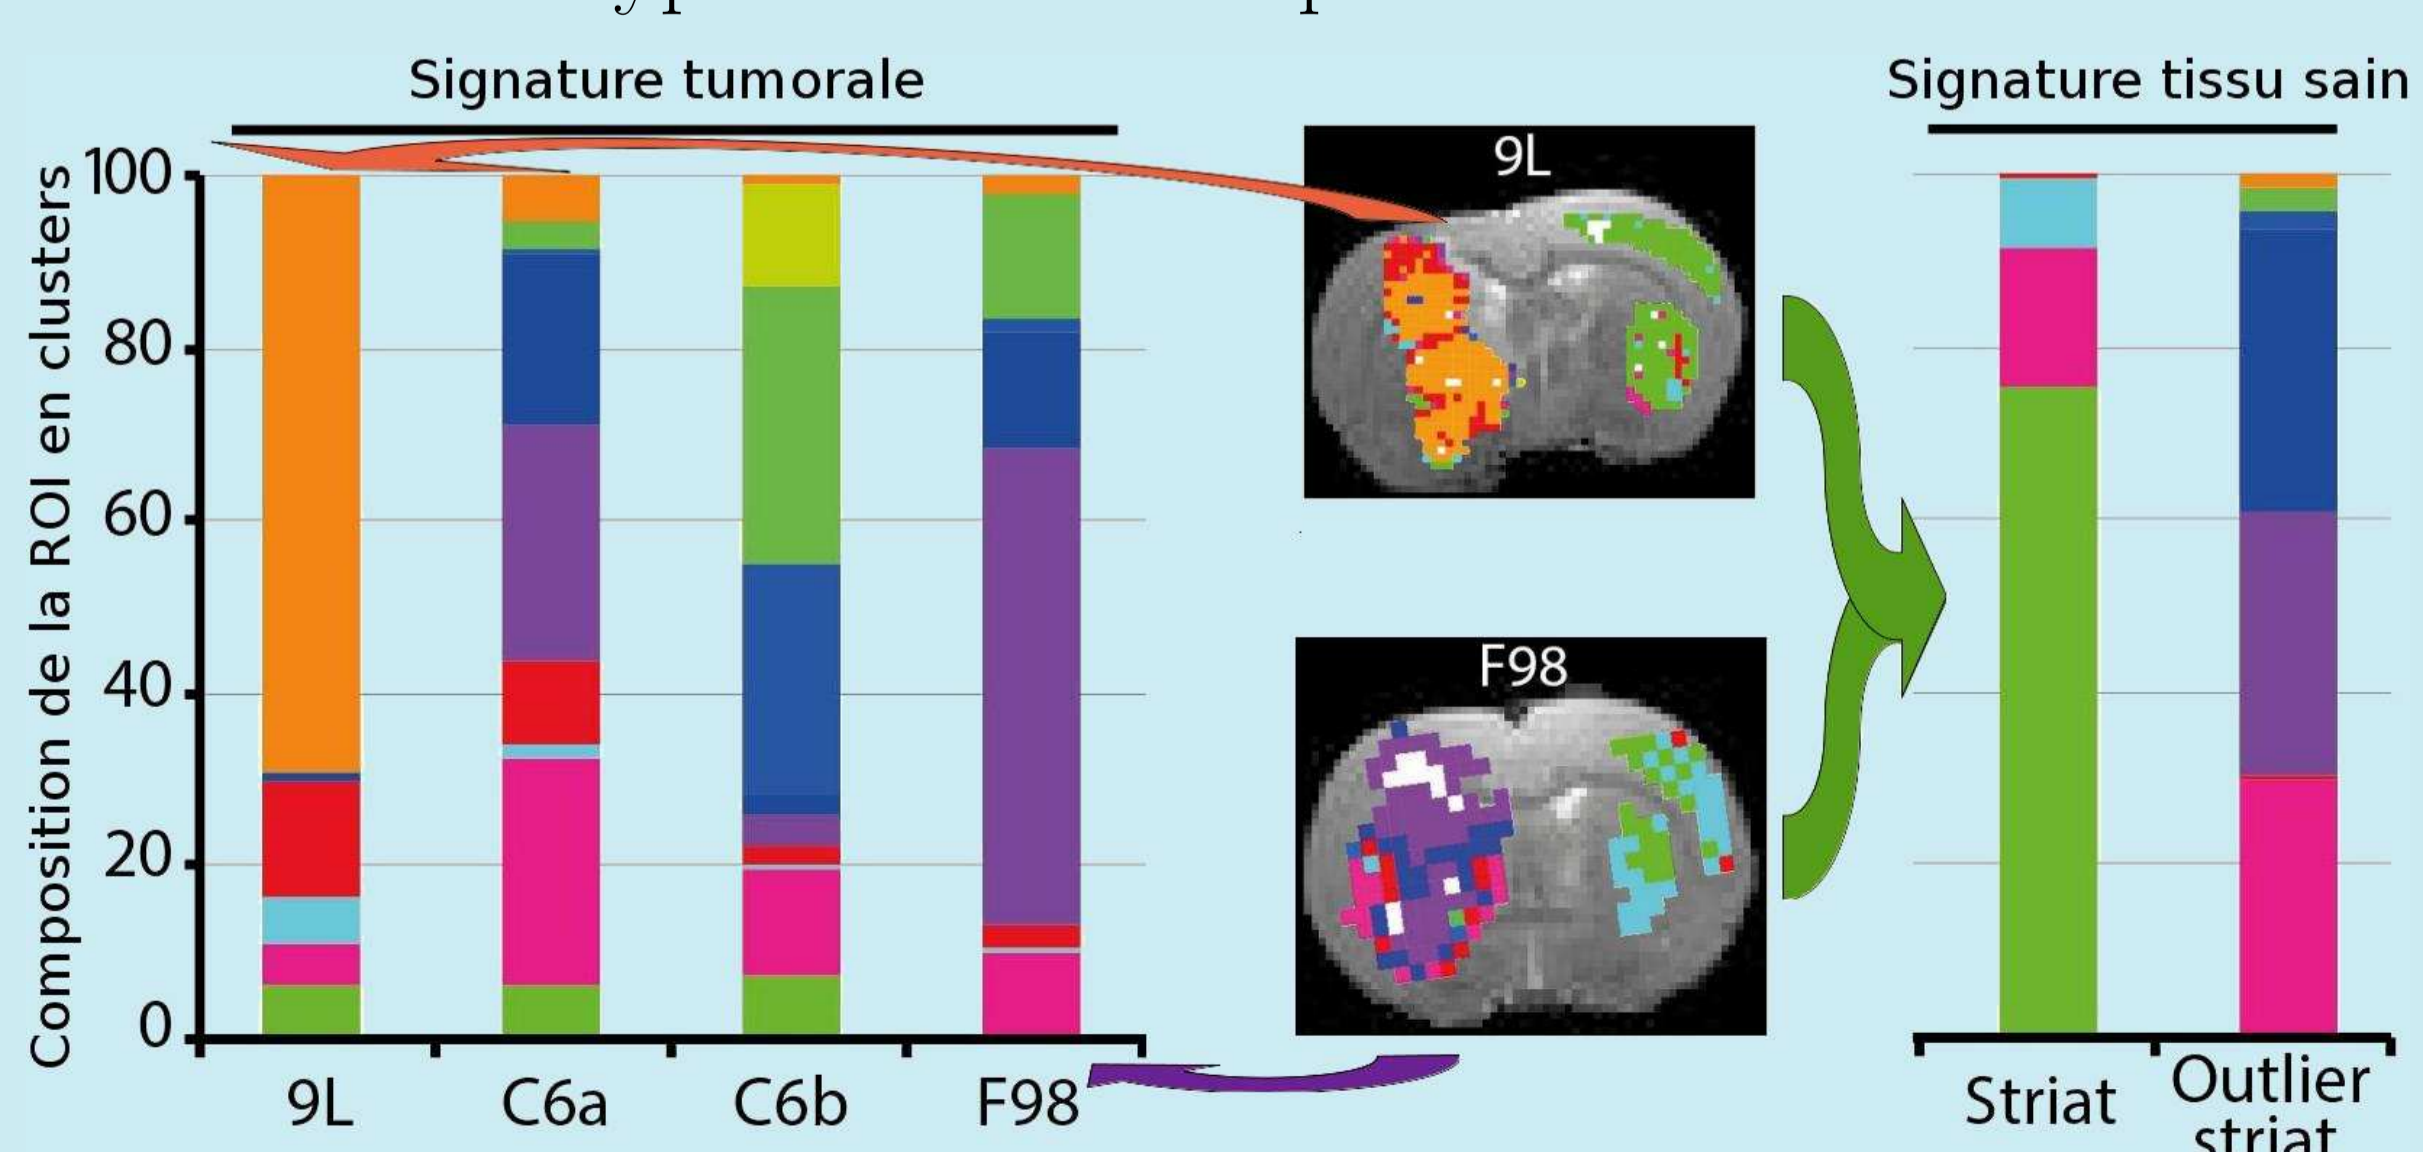 Signature tumorale
Signature tissu sain
Composition de la ROI en clusters
100
80
60
40
20
0
9L
C6a
C6b
F98
9L
F98
Striat
Outlier
striat